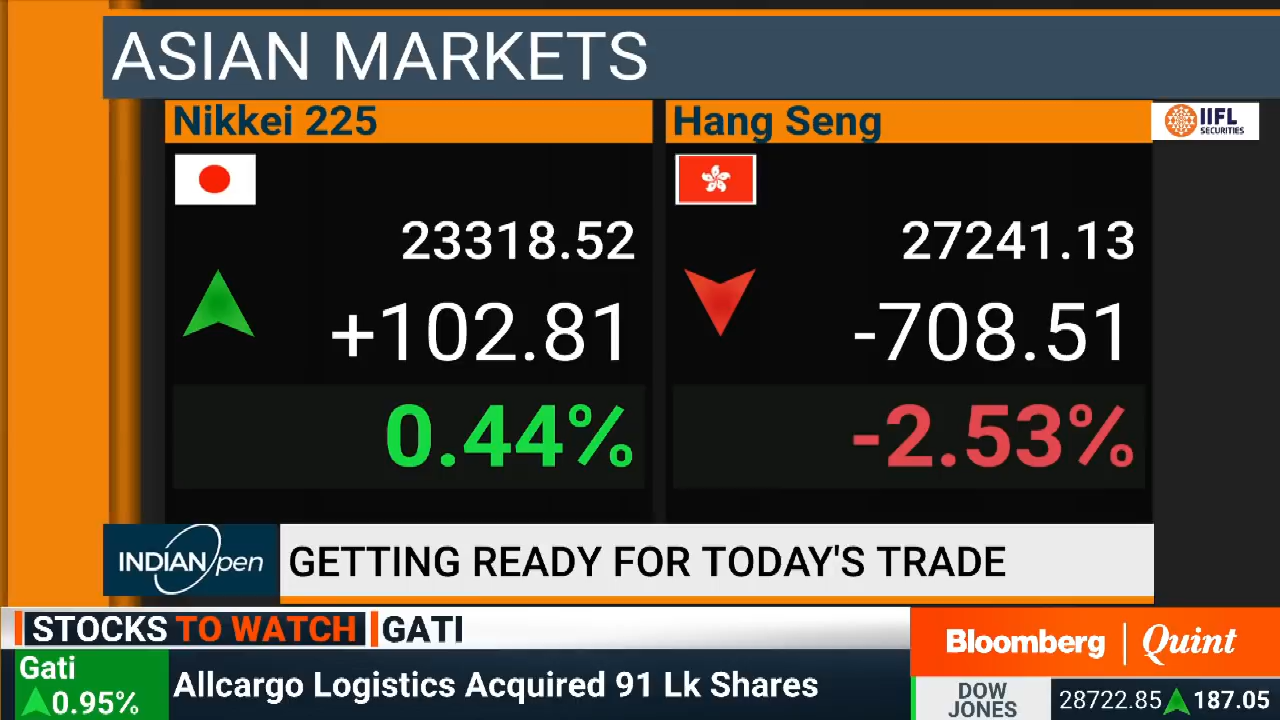 ASIAN MARKETS
Nikkei 225
23318.52
+102.81
0.44%
Hang Seng
27241.13
-708.51
-2.53%
IIFL
SECURITIES
INDIAN Open
GETTING READY FOR TODAY'S TRADE
STOCKS TO WATCH GATI
Gati
0.95%
Allcargo Logistics Acquired 91 Lk Shares
Bloomberg | Quint
DOW
JONES
28722.85 187.05